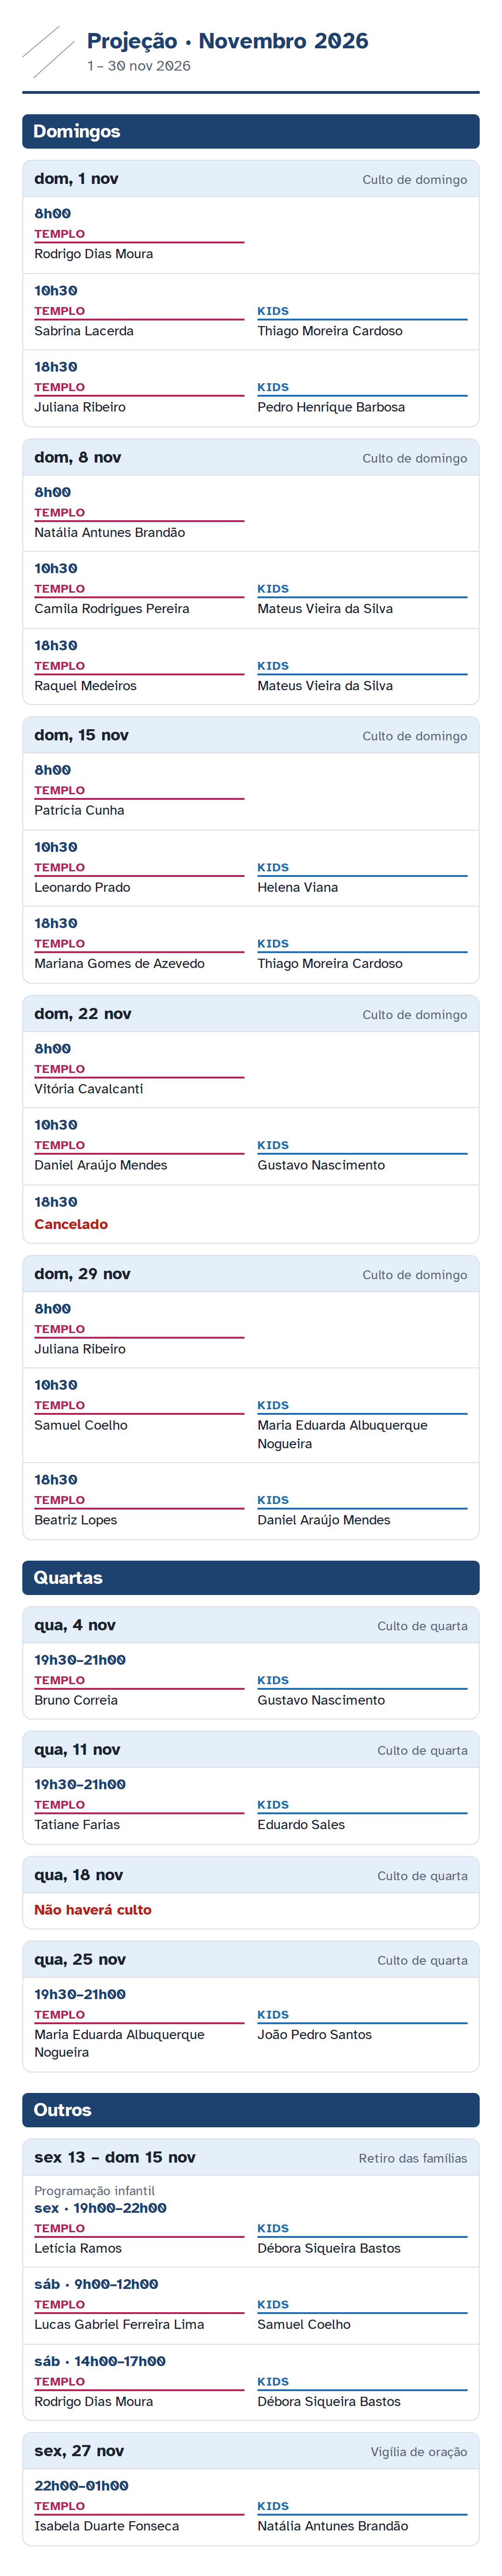 Projeção · Novembro 2026
1 – 30 nov 2026
Domingos
dom, 1 nov
Culto de domingo
8h00
TEMPLO
Rodrigo Dias Moura
10h30
TEMPLO
KIDS
Sabrina Lacerda
Thiago Moreira Cardoso
18h30
TEMPLO
KIDS
Juliana Ribeiro
Pedro Henrique Barbosa
dom, 8 nov
Culto de domingo
8h00
TEMPLO
Natália Antunes Brandão
10h30
TEMPLO
KIDS
Camila Rodrigues Pereira
Mateus Vieira da Silva
18h30
TEMPLO
KIDS
Raquel Medeiros
Mateus Vieira da Silva
dom, 15 nov
Culto de domingo
8h00
TEMPLO
Patrícia Cunha
10h30
TEMPLO
KIDS
Leonardo Prado
Helena Viana
18h30
TEMPLO
KIDS
Mariana Gomes de Azevedo
Thiago Moreira Cardoso
dom, 22 nov
Culto de domingo
8h00
TEMPLO
Vitória Cavalcanti
10h30
TEMPLO
KIDS
Daniel Araújo Mendes
Gustavo Nascimento
18h30
Cancelado
dom, 29 nov
Culto de domingo
8h00
TEMPLO
Juliana Ribeiro
10h30
TEMPLO
KIDS
Samuel Coelho
Maria Eduarda Albuquerque
Nogueira
18h30
TEMPLO
KIDS
Beatriz Lopes
Daniel Araújo Mendes
Quartas
qua, 4 nov
Culto de quarta
19h30–21h00
TEMPLO
KIDS
Bruno Correia
Gustavo Nascimento
qua, 11 nov
Culto de quarta
19h30–21h00
TEMPLO
KIDS
Tatiane Farias
Eduardo Sales
qua, 18 nov
Culto de quarta
Não haverá culto
qua, 25 nov
Culto de quarta
19h30–21h00
TEMPLO
KIDS
Maria Eduarda Albuquerque
Nogueira
João Pedro Santos
Outros
sex 13 – dom 15 nov
Retiro das famílias
Programação infantil
sex · 19h00–22h00
TEMPLO
KIDS
Letícia Ramos
Débora Siqueira Bastos
sáb · 9h00–12h00
TEMPLO
KIDS
Lucas Gabriel Ferreira Lima
Samuel Coelho
sáb · 14h00–17h00
TEMPLO
KIDS
Rodrigo Dias Moura
Débora Siqueira Bastos
sex, 27 nov
Vigília de oração
22h00–01h00
TEMPLO
KIDS
Isabela Duarte Fonseca
Natália Antunes Brandão